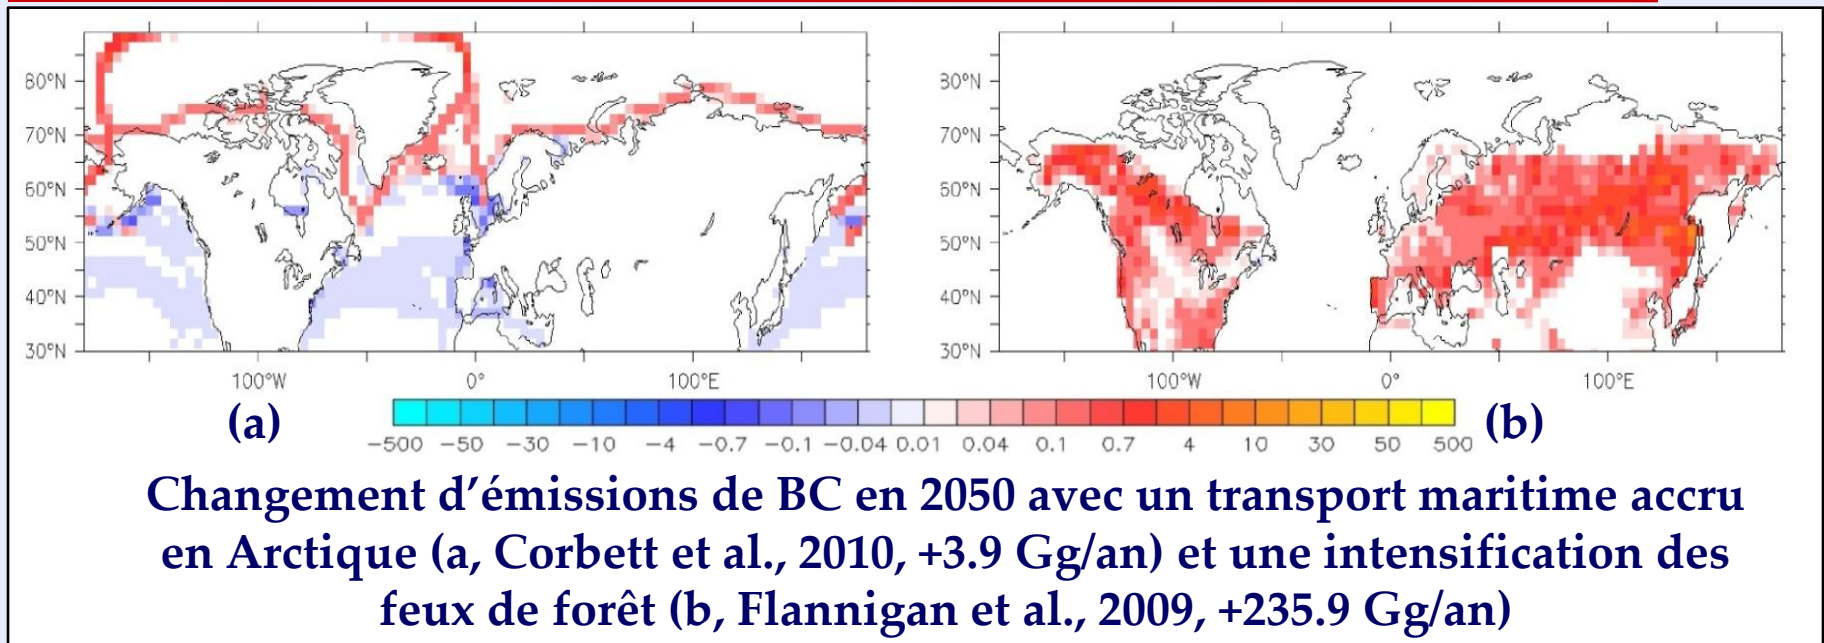 80°N
70°N
60°N
50°N
40°N
30°N
100°W 0° 100°E
80°N
70°N
60°N
50°N
40°N
30°N
100°W 0° 100°E
(a)
−500 −50 −30 −10 −4 −0.7 −0.1 −0.04 0.01 0.04 0.1 0.7 4 10 30 50 500
(b)
Changement d’émissions de BC en 2050 avec un transport maritime accru
en Arctique (a, Corbett et al., 2010, +3.9 Gg/an) et une intensification des
feux de forêt (b, Flannigan et al., 2009, +235.9 Gg/an)